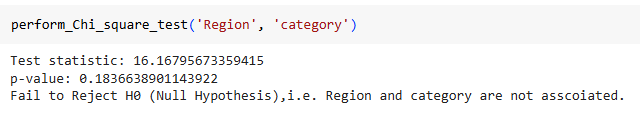 perform_Chi_square_test('Region', 'category')
Test statistic: 16.16795673359415
p-value: 0.1836638901143922
Fail to Reject H0 (Null Hypothesis),i.e. Region and category are not asscoiated.